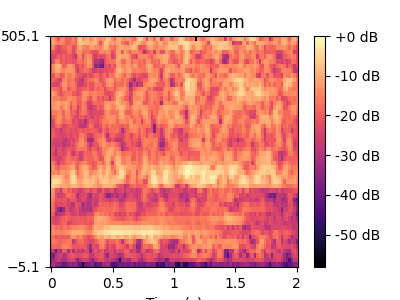 Mel Spectrogram
505.1
−5.1
0 0.5 1 1.5 2
+0 dB
-10 dB
-20 dB
-30 dB
-40 dB
-50 dB